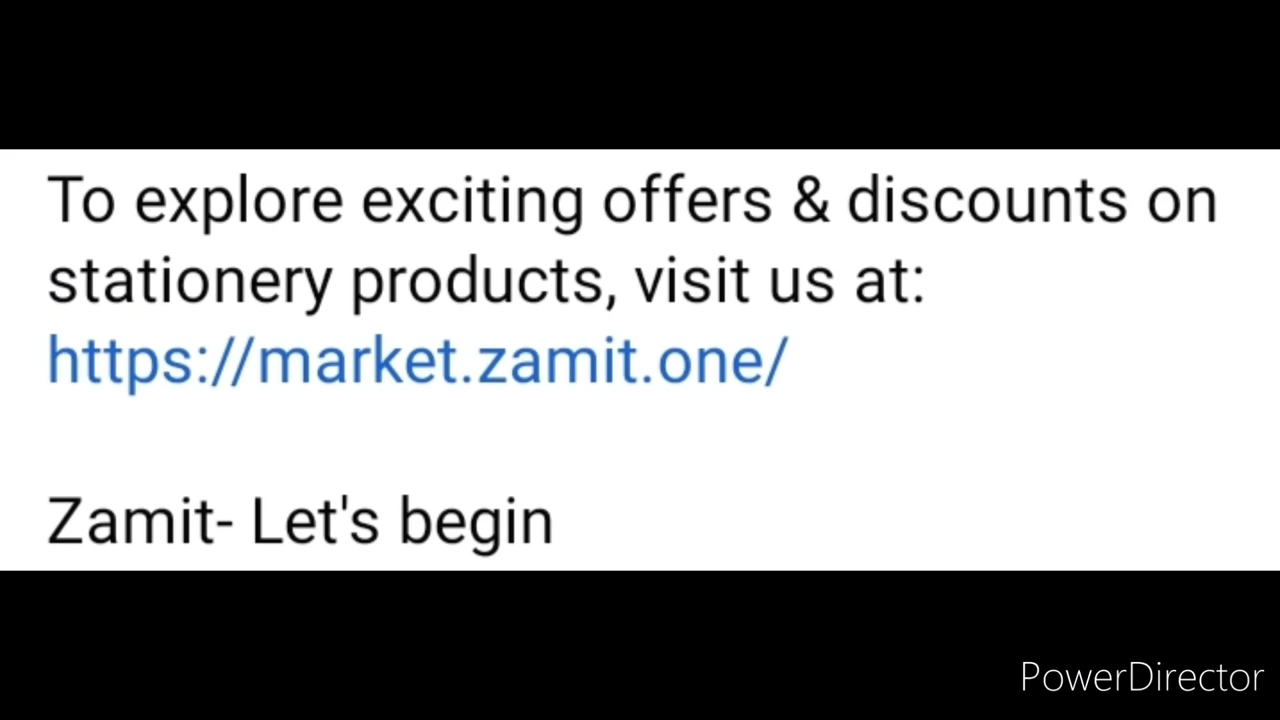 To explore exciting offers & discounts on
stationery products, visit us at:
https://market.zamit.one/
Zamit- Let's begin
PowerDirector